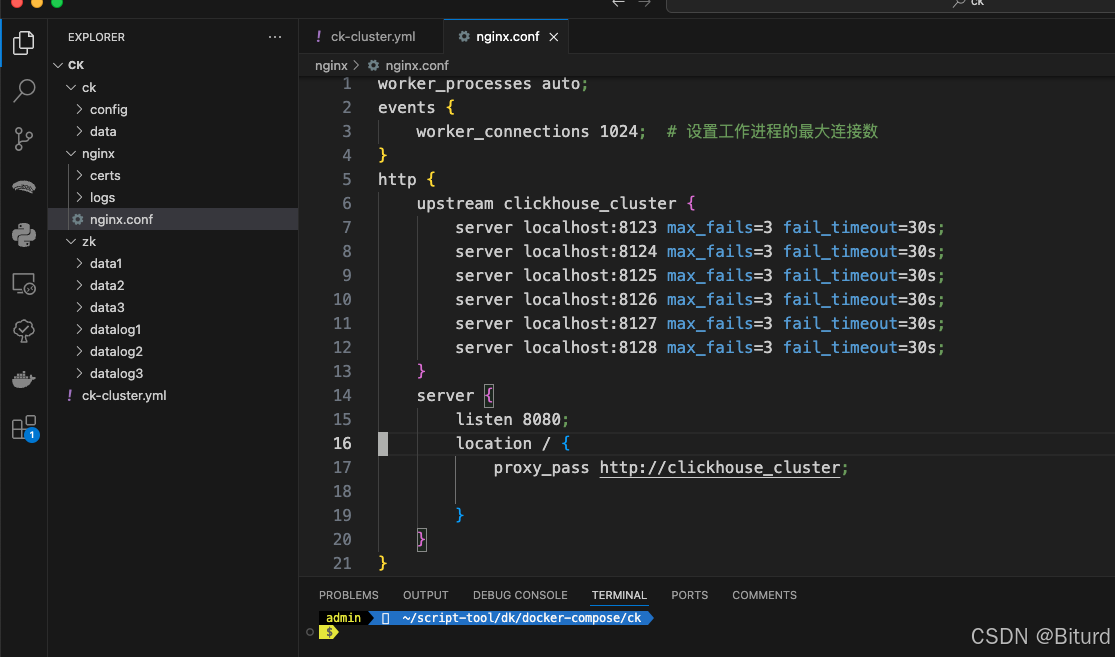 ck
EXPLORER ···
! ck-cluster.yml
nginx.conf ×
CK
nginx > nginx.conf
ck
config
data
nginx
certs
logs
nginx.conf
zk
data1
data2
data3
datalog1
datalog2
datalog3
! ck-cluster.yml
1
1 worker_processes auto;
2 events {
3 worker_connections 1024; # 设置工作进程的最大连接数
4 }
5 http {
6 upstream clickhouse_cluster {
7 server localhost:8123 max_fails=3 fail_timeout=30s;
8 server localhost:8124 max_fails=3 fail_timeout=30s;
9 server localhost:8125 max_fails=3 fail_timeout=30s;
10 server localhost:8126 max_fails=3 fail_timeout=30s;
11 server localhost:8127 max_fails=3 fail_timeout=30s;
12 server localhost:8128 max_fails=3 fail_timeout=30s;
13 }
14 server {
15 listen 8080;
16 location / {
17 proxy_pass http://clickhouse_cluster;
18
19 }
20 }
21 }
PROBLEMS OUTPUT DEBUG CONSOLE TERMINAL PORTS COMMENTS
admin ~/script-tool/dk/docker-compose/ck
$
CSDN @Biturd